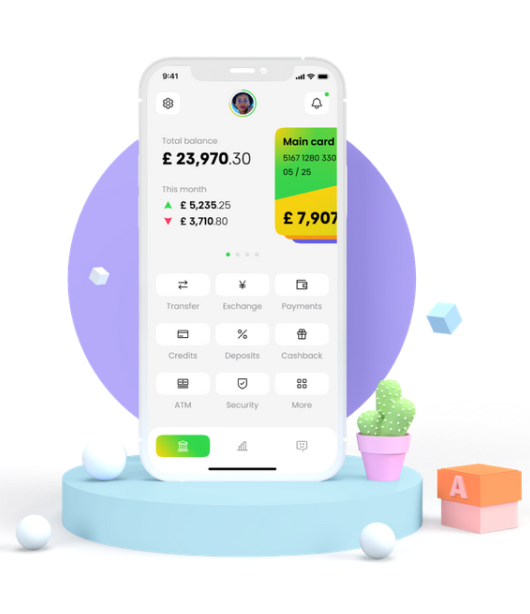 9:41
Total balance
£ 23,970.30
This month
£ 5,235.25
£ 3,710.80
Main card
5167 1280 330
05 / 25
£ 7,907
Transfer
Exchange
Payments
Credits
Deposits
Cashback
ATM
Security
More
A